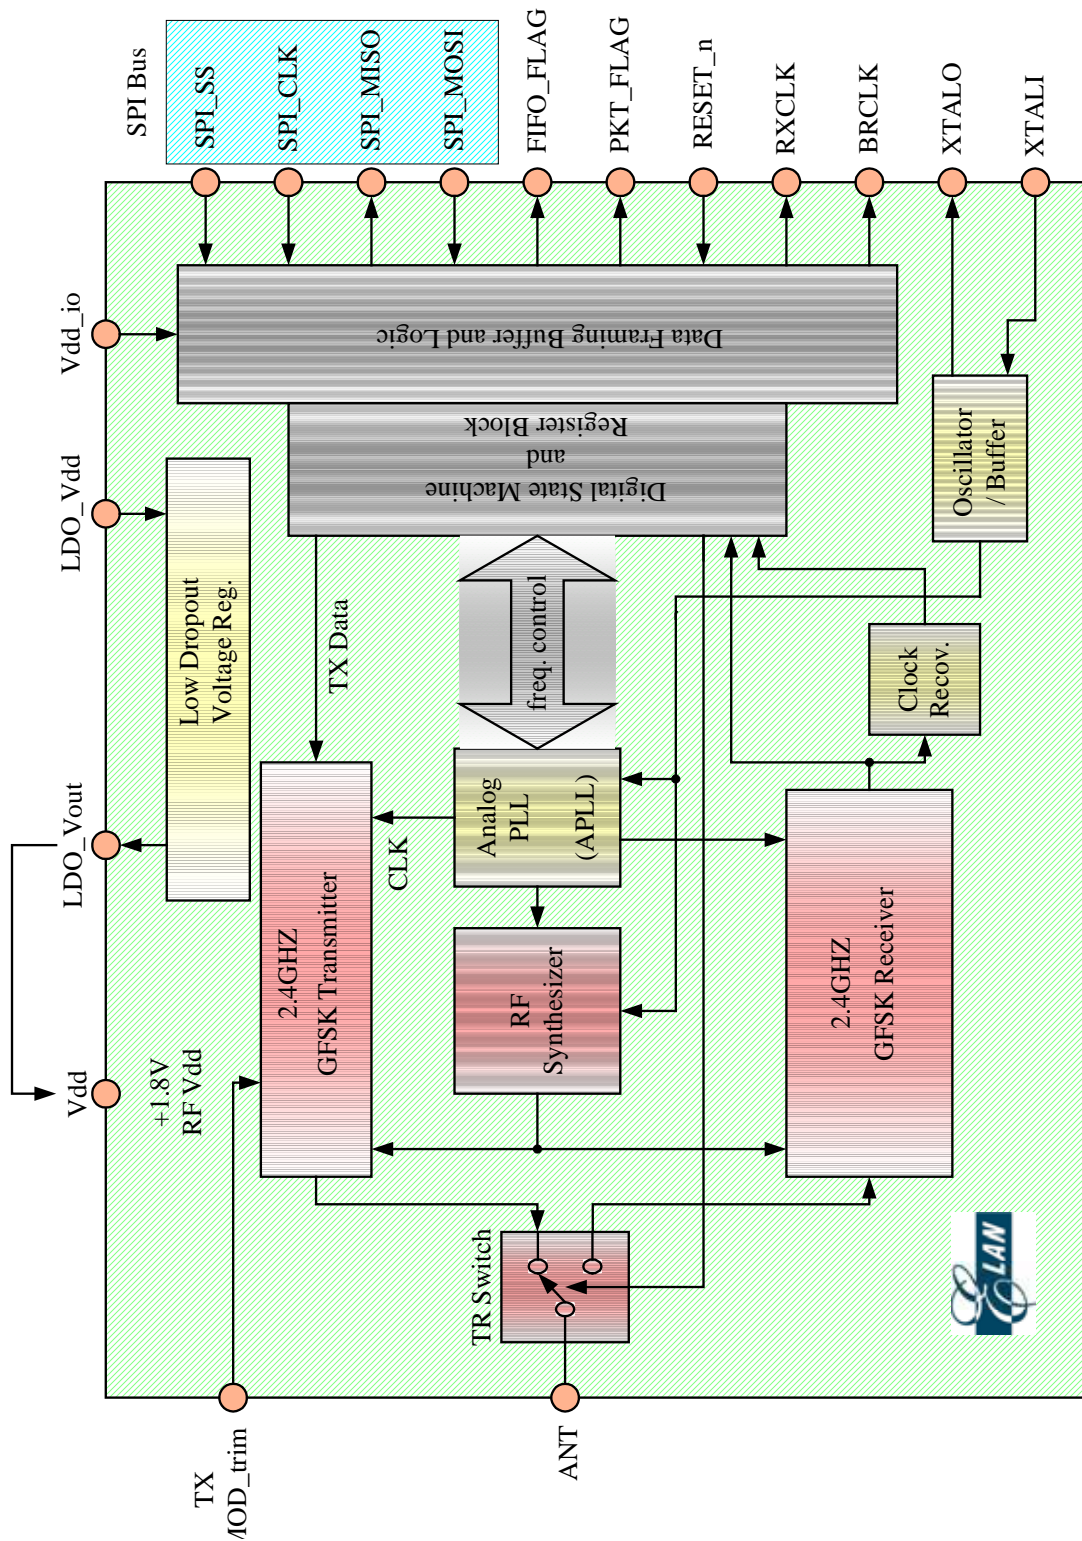 SPI Bus
SPI_SS
SPI_CLK
SPI_MISO
SPI_MOSI
FIFO_FLAG
PKT_FLAG
RESET_n
RXCLK
BRCLK
XTALO
XTALI
Vdd_io
LDO_Vdd
LDO_Vout
Vdd
+1.8V
RF Vdd
Data Framing Buffer and Logic
Digital State Machine
and
Register Block
Low Dropout
Voltage Reg.
TX Data
freq. control
Oscillator
/ Buffer
Clock
Recov.
Analog
PLL
(APLL)
CLK
2.4GHZ
GFSK Transmitter
RF
Synthesizer
2.4GHZ
GFSK Receiver
TR Switch
TX
MOD_trim
ANT
LAN